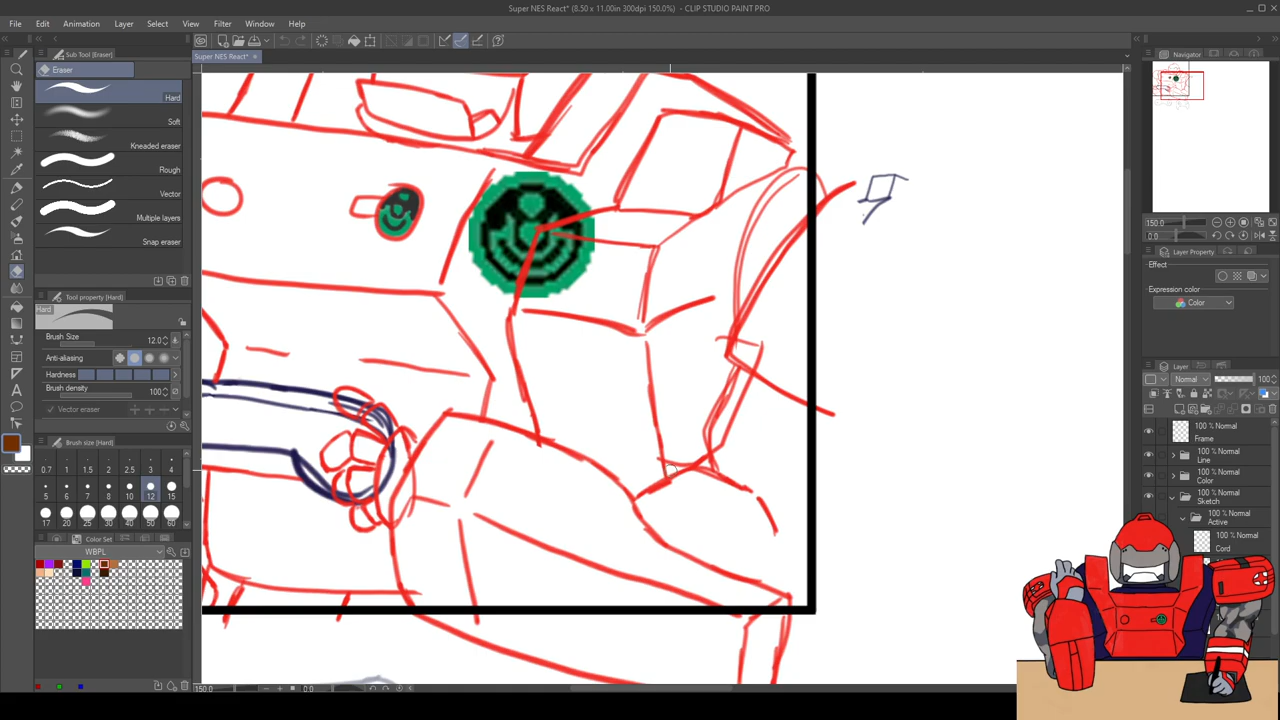 Super NES React* (8.50 x 11.00in 300dpi 150.0%) - CLIP STUDIO PAINT PRO
File Edit Animation Layer Select View Filter Window Help
Sub Tool [Eraser]
Super NES React*
Navigator
Eraser
Hard
Soft
Kneaded eraser
Rough
Vector
Multiple layers
Snap eraser
150.0
0.0
Layer Property
Effect
Expression color
Color
Tool property [Hard]
Hard
Brush Size 12.0
Anti-aliasing
Hardness
Brush density 100
Vector eraser
Brush size [Hard]
0.7 1 1.5 2 2.5 3 4
5 6 7 8 10 12 15
17 20 25 30 40 50 60
Color Set
WBPL
Layer
Normal 100
100 % Normal
Frame
100 % Normal
Line
100 % Normal
Color
100 % Normal
Sketch
100 % Normal
Active
100 % Normal
Cord
150.0 0.0